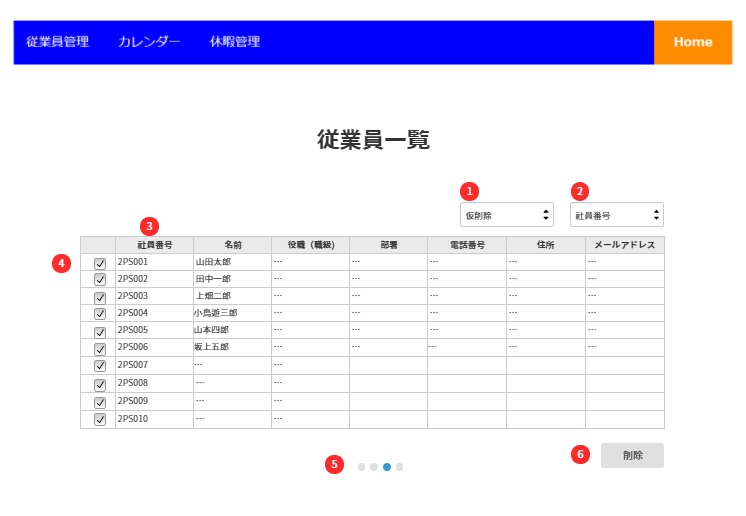 従業員管理 カレンダー 休暇管理 Home
従業員一覧
1 2
仮削除 社員番号
3
社員番号 名前 役職（職級) 部署 電話番号 住所 メールアドレス
4 2PS001 山田太郎 … … … … …
2PS002 田中一郎 … … … … …
2PS003 上畑二郎 … … … … …
2PS004 小鳥遊三郎 … … … … …
2PS005 山本四郎 … … … … …
2PS006 坂上五郎 … … … … …
2PS007 … …
2PS008 … …
2PS009 … …
2PS010 … …
5 6 削除